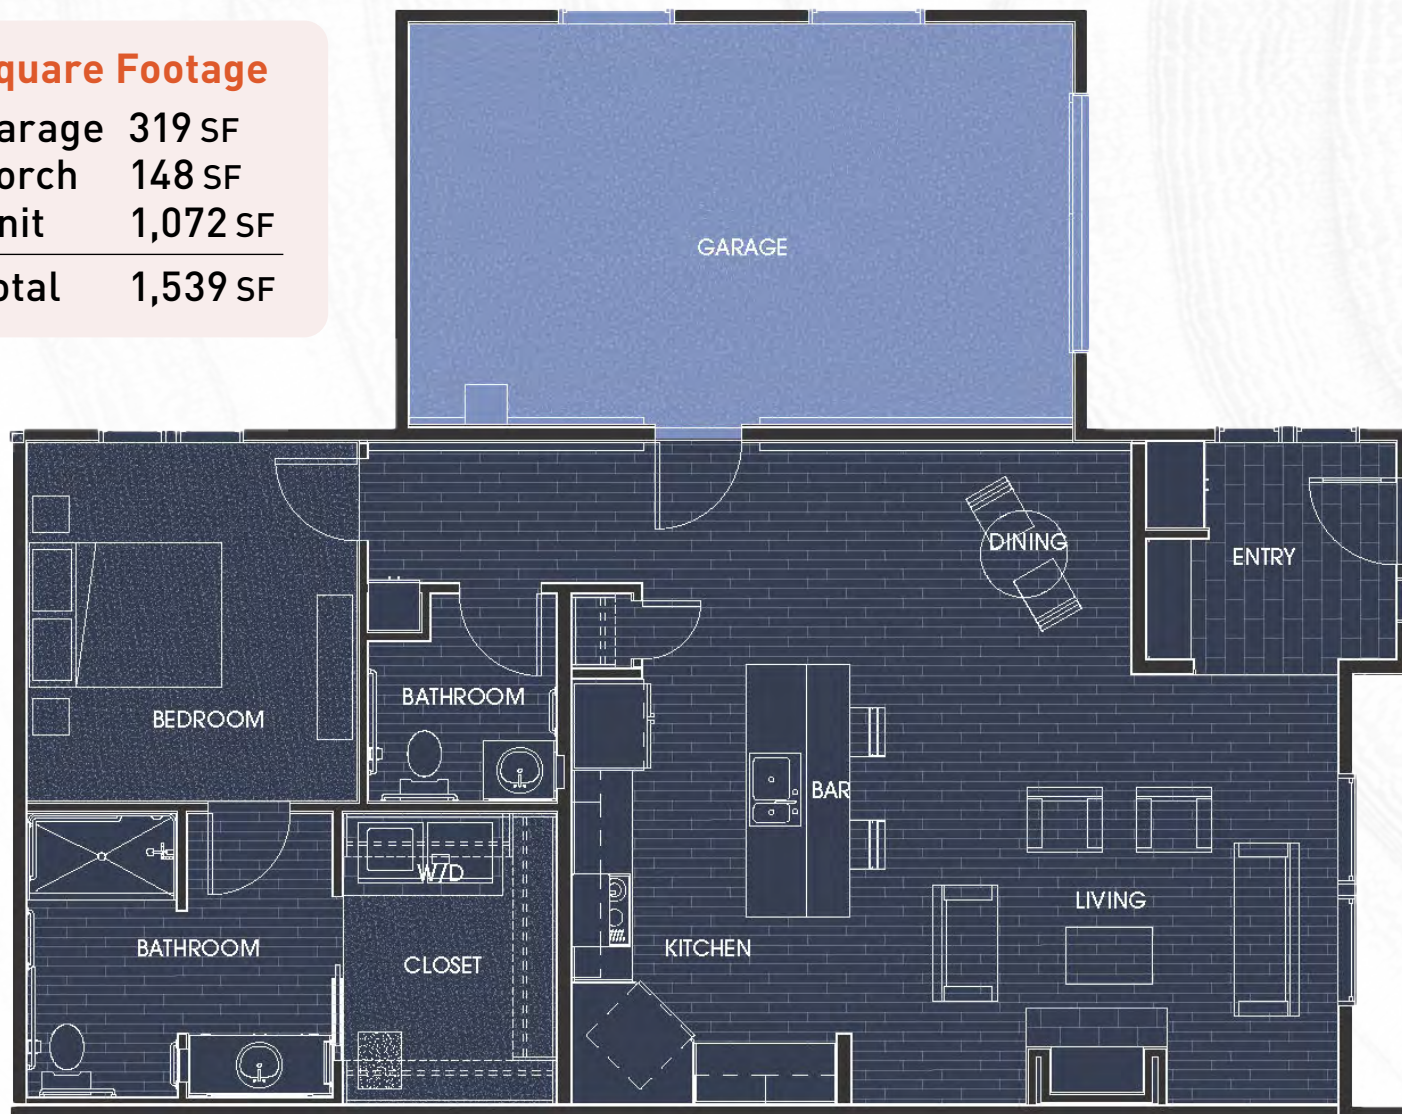 quare Footage
arage 319 SF
orch 148 SF
nit 1,072 SF
otal 1,539 SF
GARAGE
DINING
ENTRY
BATHROOM
BEDROOM
BAR
W/D
LIVING
BATHROOM
KITCHEN
CLOSET